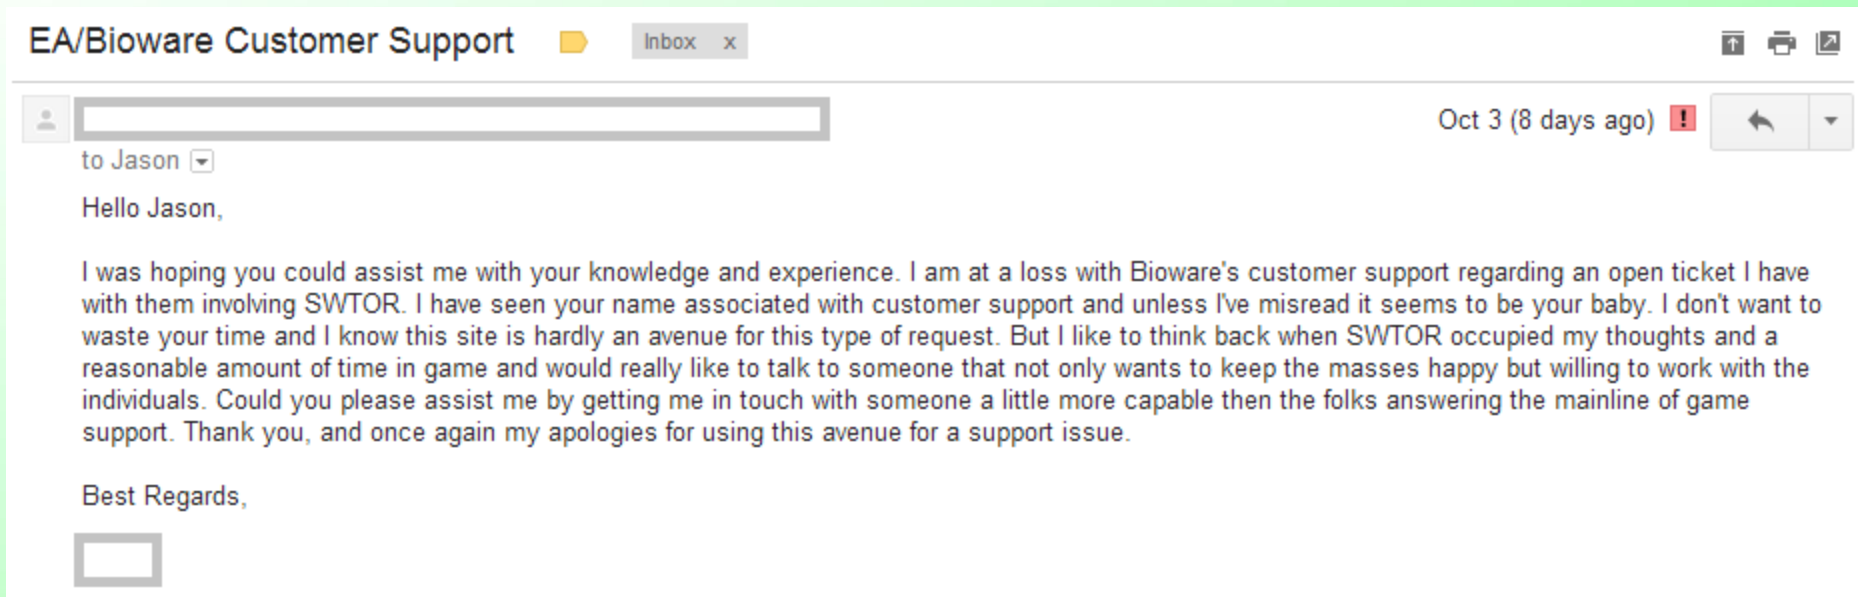 EA/Bioware Customer Support
Inbox x
Oct 3 (8 days ago) !
to Jason
Hello Jason,
I was hoping you could assist me with your knowledge and experience. I am at a loss with Bioware's customer support regarding an open ticket I have
with them involving SWTOR. I have seen your name associated with customer support and unless I've misread it seems to be your baby. I don't want to
waste your time and I know this site is hardly an avenue for this type of request. But I like to think back when SWTOR occupied my thoughts and a
reasonable amount of time in game and would really like to talk to someone that not only wants to keep the masses happy but willing to work with the
individuals. Could you please assist me by getting me in touch with someone a little more capable then the folks answering the mainline of game
support. Thank you, and once again my apologies for using this avenue for a support issue.
Best Regards,